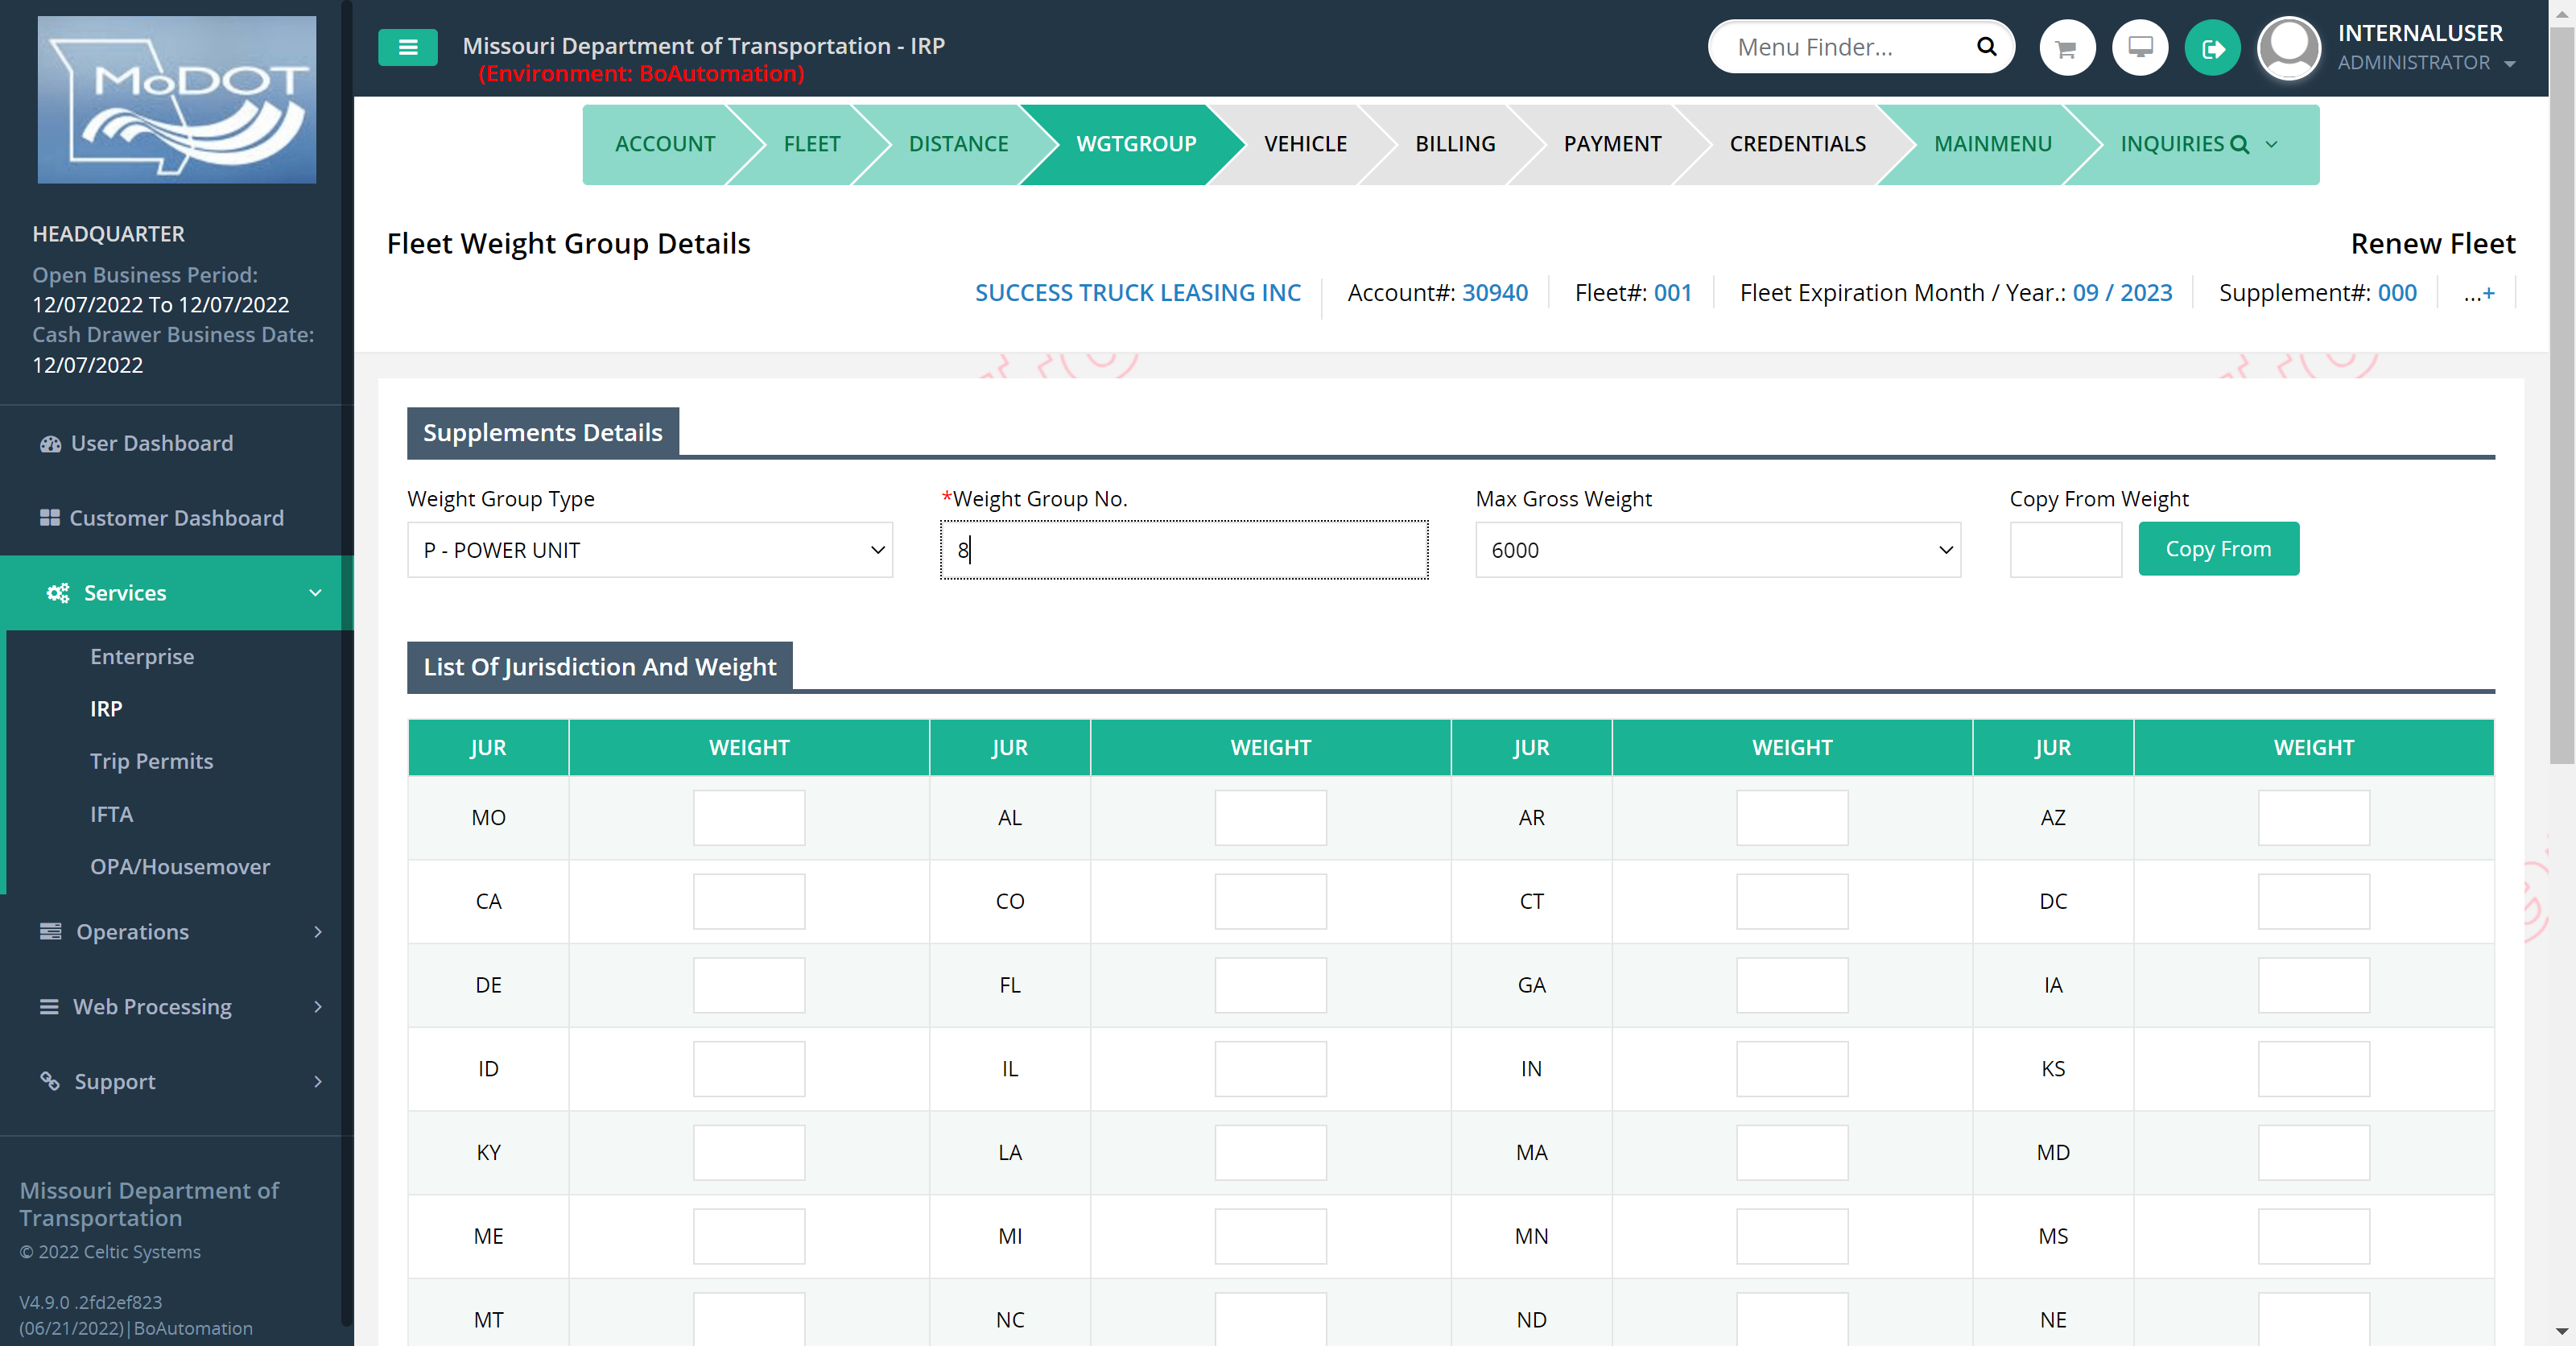 MoDOT
HEADQUARTER
Open Business Period:
12/07/2022 To 12/07/2022
Cash Drawer Business Date:
12/07/2022
User Dashboard
Customer Dashboard
Services
Enterprise
IRP
Trip Permits
IFTA
OPA/Housemover
Operations
Web Processing
Support
Missouri Department of
Transportation
© 2022 Celtic Systems
V4.9.0 .2fd2ef823
(06/21/2022)|BoAutomation
Missouri Department of Transportation - IRP
(Environment: BoAutomation)
Menu Finder...
INTERNALUSER
ADMINISTRATOR
ACCOUNT FLEET DISTANCE WGTGROUP VEHICLE BILLING PAYMENT CREDENTIALS MAINMENU INQUIRIES
Fleet Weight Group Details Renew Fleet
SUCCESS TRUCK LEASING INC Account#: 30940 Fleet#: 001 Fleet Expiration Month / Year.: 09 / 2023 Supplement#: 000 ...+
Supplements Details
Weight Group Type *Weight Group No. Max Gross Weight Copy From Weight
P - POWER UNIT 8 6000 Copy From
List Of Jurisdiction And Weight
JUR WEIGHT JUR WEIGHT JUR WEIGHT JUR WEIGHT
MO AL AR AZ
CA CO CT DC
DE FL GA IA
ID IL IN KS
KY LA MA MD
ME MI MN MS
MT NC ND NE